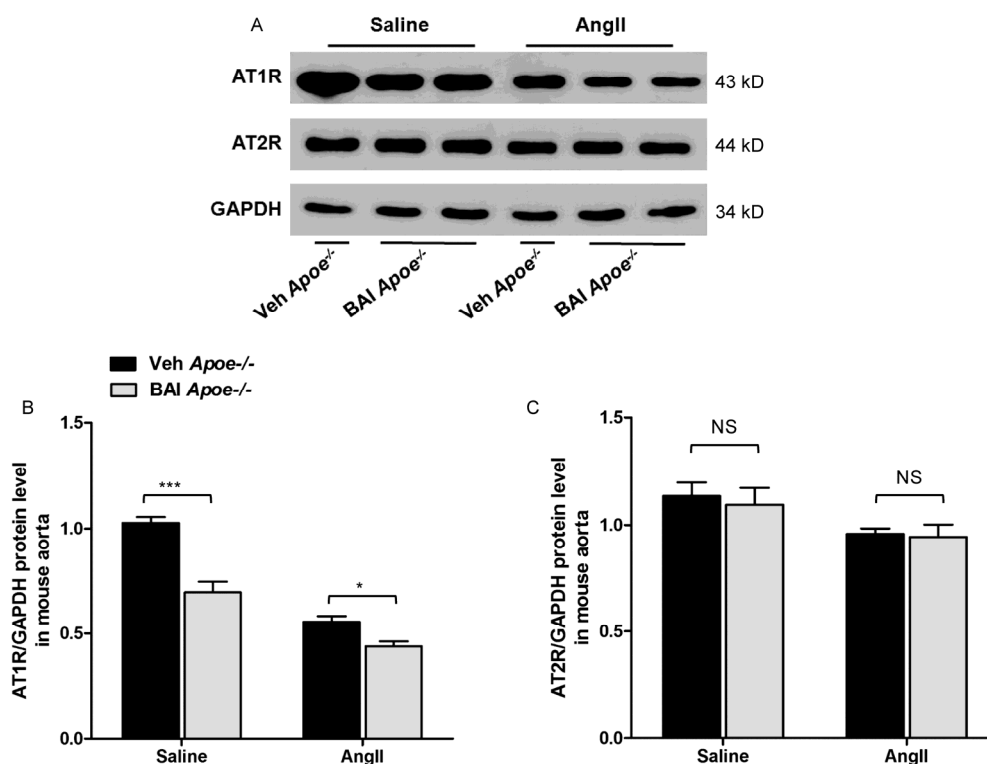 A
Saline
AngII
AT1R
43 kD
AT2R
44 kD
GAPDH
34 kD
Veh Apoe-/-
BAI Apoe-/-
Veh Apoe-/-
BAI Apoe-/-
Veh Apoe-/-
BAI Apoe-/-
B
AT1R/GAPDH protein level
in mouse aorta
1.5
1.0
0.5
0.0
***
*
Saline
AngII
C
AT2R/GAPDH protein level
in mouse aorta
1.5
1.0
0.5
0.0
NS
NS
Saline
AngII